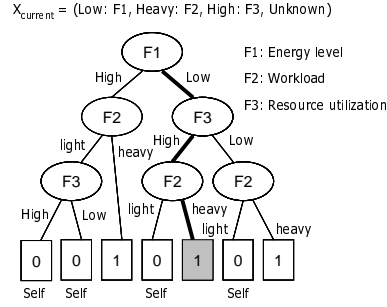 Xcurrent = (Low: F1, Heavy: F2, High: F3, Unknown)
F1
F1: Energy level
High
Low
F2: Workload
F2
F3
F3: Resource utilization
light
heavy
High
Low
F3
F2
F2
High
Low
light
heavy
light
heavy
0
0
1
0
1
0
1
Self
Self
Self
Self